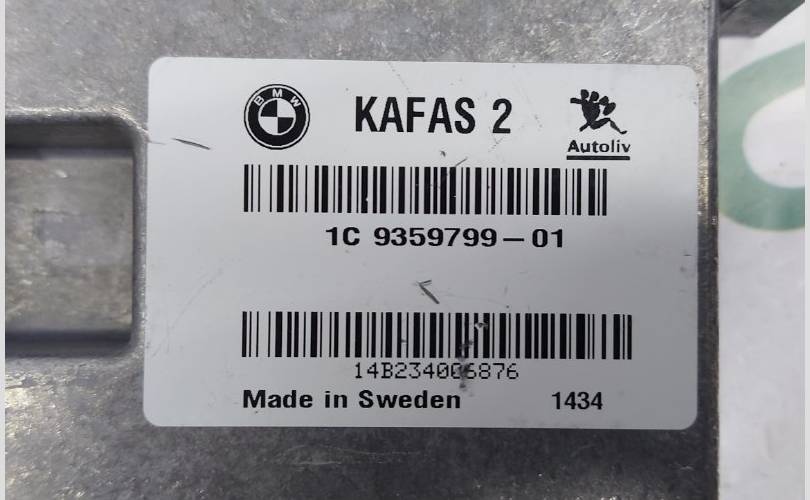 BMW
KAFAS 2
Autoliv
1C 9359799-01
14B234006876
Made in Sweden 1434